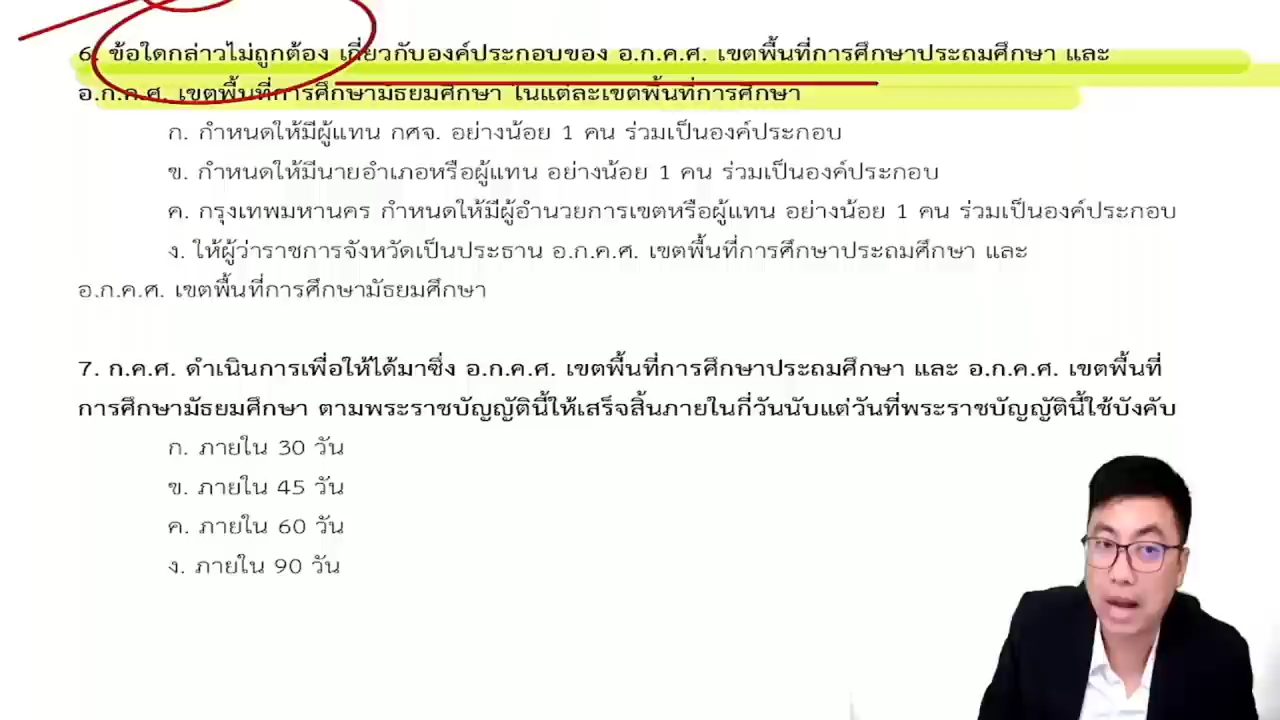 6. ข้อใดกล่าวไม่ถูกต้อง เกี่ยวกับองค์ประกอบของ อ.ก.ค.ศ. เขตพื้นที่การศึกษาประถมศึกษา และ
อ.ก.ค.ศ. เขตพื้นที่การศึกษามัธยมศึกษา ในแต่ละเขตพื้นที่การศึกษา
ก. กำหนดให้มีผู้แทน กศจ. อย่างน้อย 1 คน ร่วมเป็นองค์ประกอบ
ข. กำหนดให้มีนายอำเภอหรือผู้แทน อย่างน้อย 1 คน ร่วมเป็นองค์ประกอบ
ค. กรุงเทพมหานคร กำหนดให้มีผู้อำนวยการเขตหรือผู้แทน อย่างน้อย 1 คน ร่วมเป็นองค์ประกอบ
ง. ให้ผู้ว่าราชการจังหวัดเป็นประธาน อ.ก.ค.ศ. เขตพื้นที่การศึกษาประถมศึกษา และ
อ.ก.ค.ศ. เขตพื้นที่การศึกษามัธยมศึกษา
7. ก.ค.ศ. ดำเนินการเพื่อให้ได้มาซึ่ง อ.ก.ค.ศ. เขตพื้นที่การศึกษาประถมศึกษา และ อ.ก.ค.ศ. เขตพื้นที่
การศึกษามัธยมศึกษา ตามพระราชบัญญัตินี้ให้เสร็จสิ้นภายในกี่วันนับแต่วันที่พระราชบัญญัตินี้ใช้บังคับ
ก. ภายใน 30 วัน
ข. ภายใน 45 วัน
ค. ภายใน 60 วัน
ง. ภายใน 90 วัน